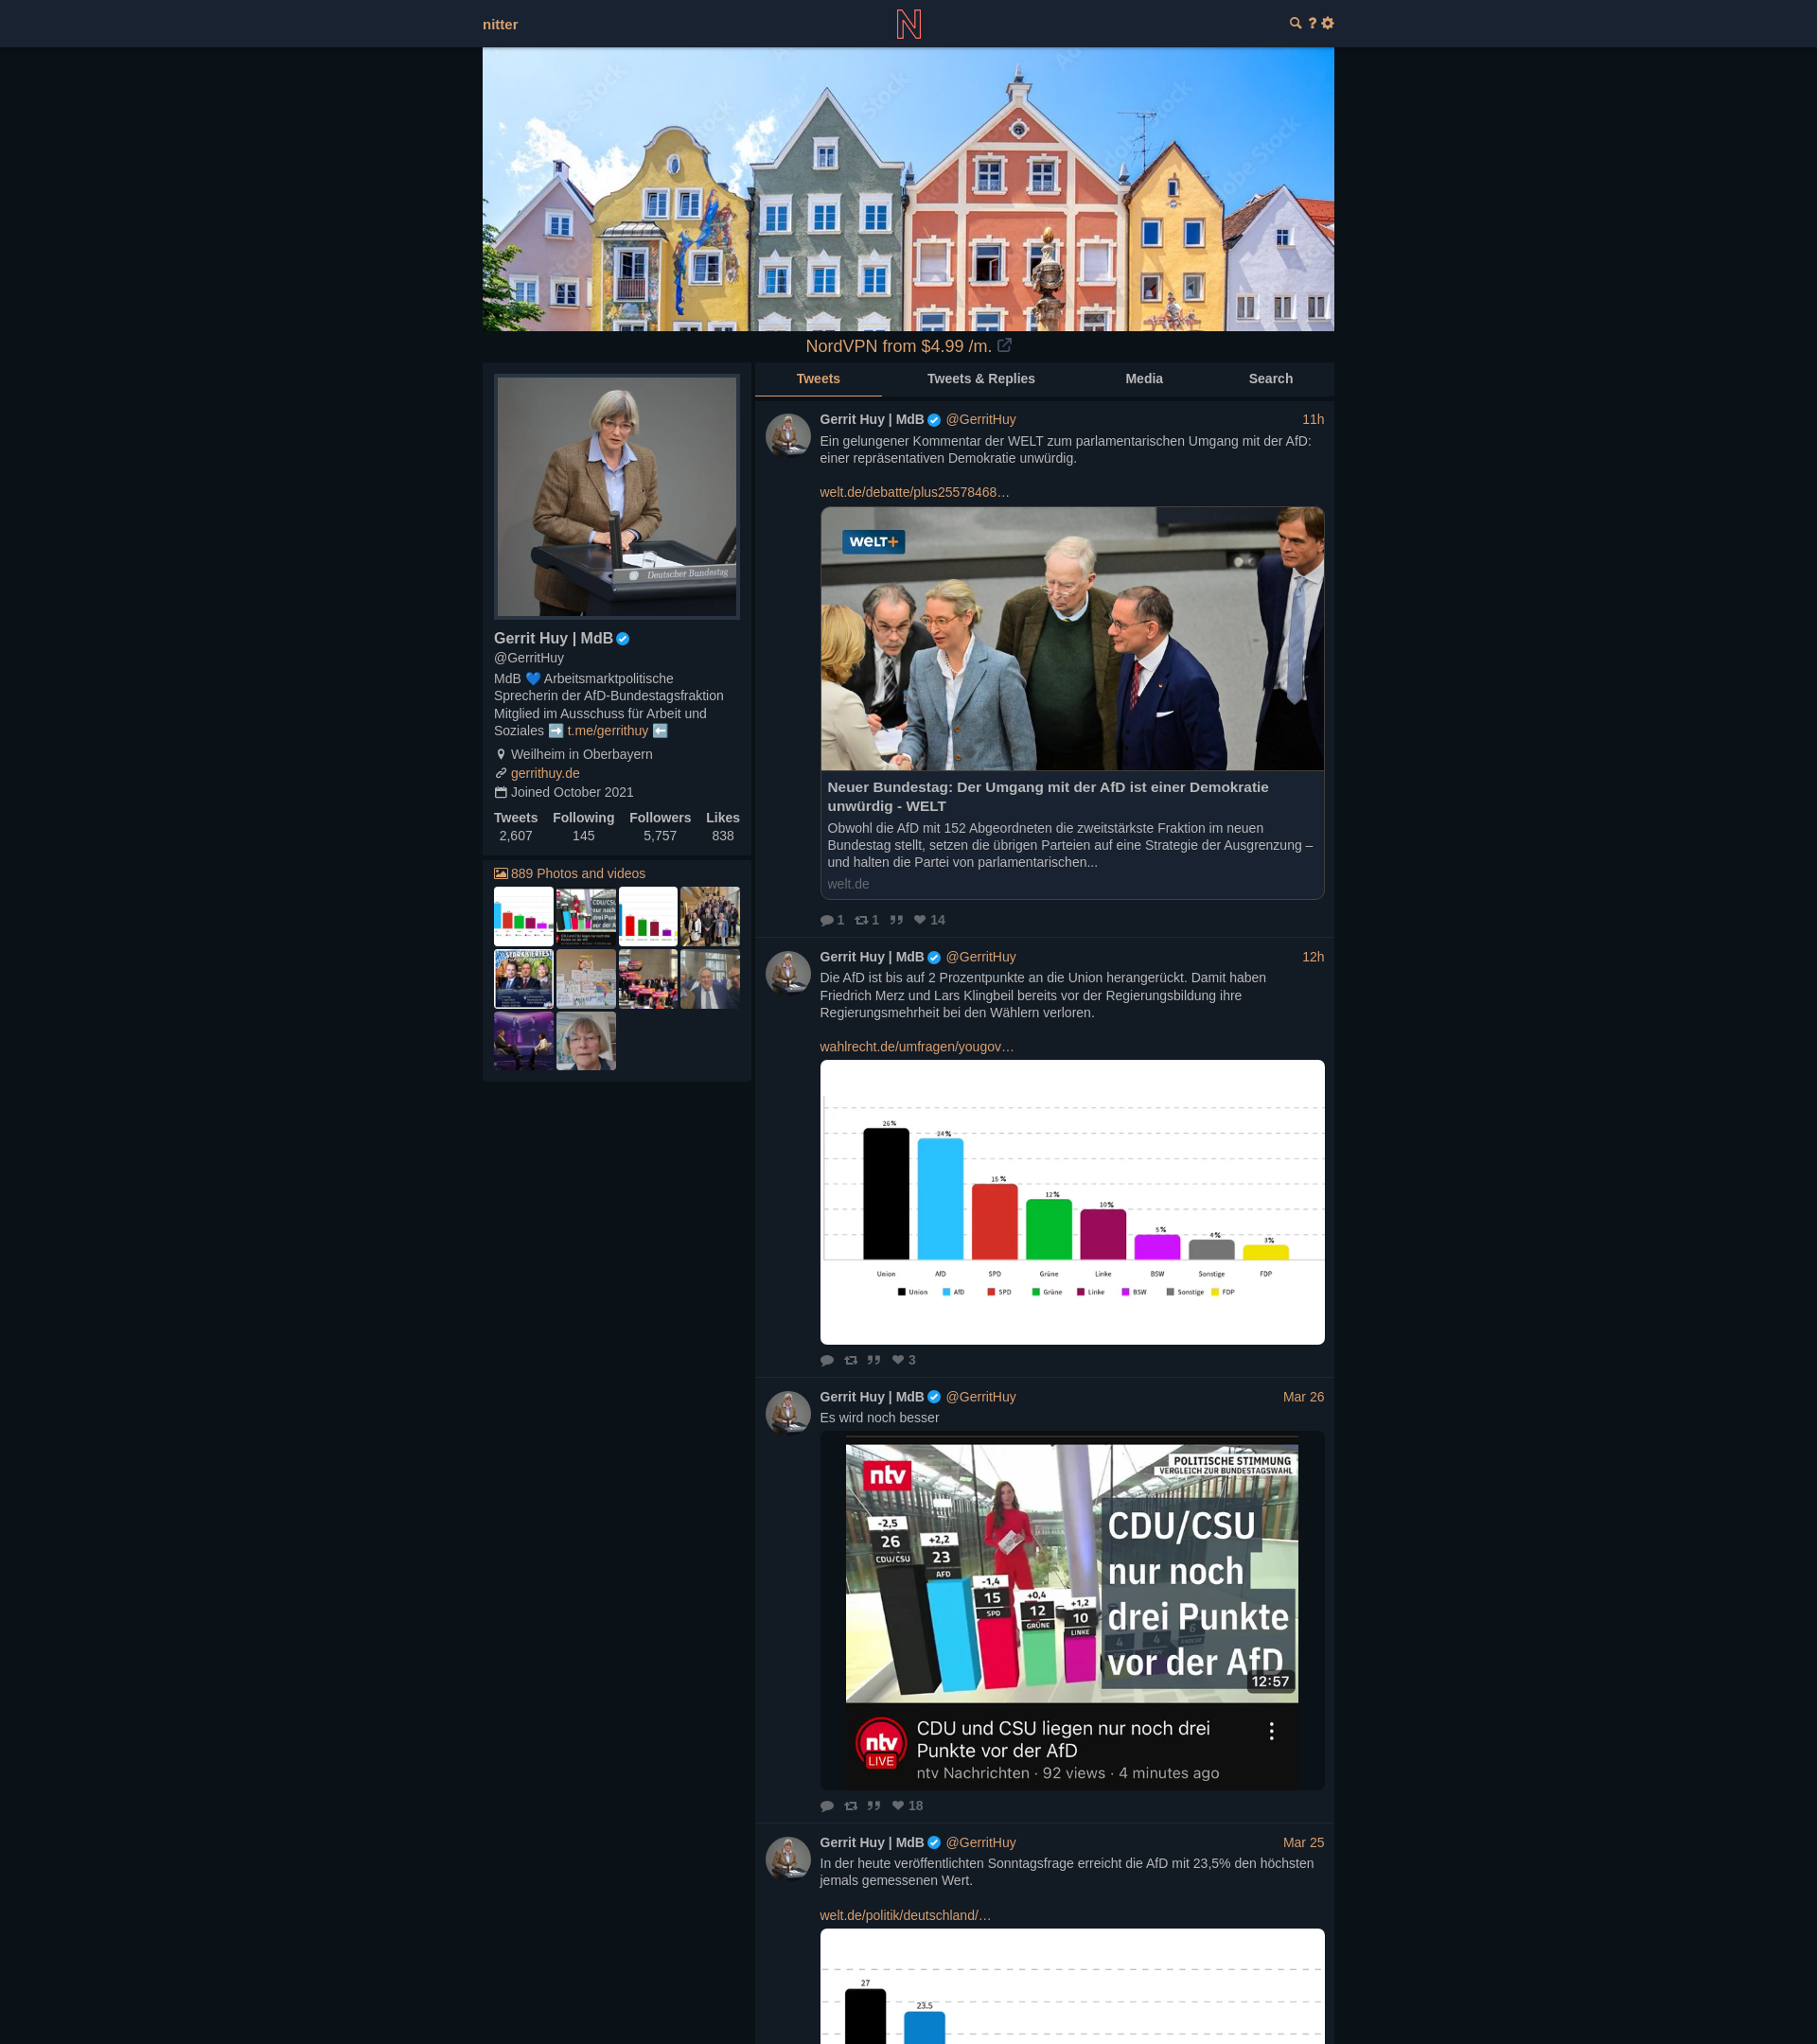 nitter
NordVPN from $4.99 /m.
Deutscher Bundestag
Gerrit Huy | MdB
@GerritHuy
MdB 💙 Arbeitsmarktpolitische
Sprecherin der AfD-Bundestagsfraktion
Mitglied im Ausschuss für Arbeit und
Soziales ➡️ t.me/gerrithuy ⬅️
Weilheim in Oberbayern
gerrithuy.de
Joined October 2021
Tweets Following Followers Likes
2,607 145 5,757 838
889 Photos and videos
Tweets Tweets & Replies Media Search
Gerrit Huy | MdB @GerritHuy 11h
Ein gelungener Kommentar der WELT zum parlamentarischen Umgang mit der AfD:
einer repräsentativen Demokratie unwürdig.
welt.de/debatte/plus25578468…
welt+
Neuer Bundestag: Der Umgang mit der AfD ist einer Demokratie
unwürdig - WELT
Obwohl die AfD mit 152 Abgeordneten die zweitstärkste Fraktion im neuen
Bundestag stellt, setzen die übrigen Parteien auf eine Strategie der Ausgrenzung –
und halten die Partei von parlamentarischen...
welt.de
1 1 14
Gerrit Huy | MdB @GerritHuy 12h
Die AfD ist bis auf 2 Prozentpunkte an die Union herangerückt. Damit haben
Friedrich Merz und Lars Klingbeil bereits vor der Regierungsbildung ihre
Regierungsmehrheit bei den Wählern verloren.
wahlrecht.de/umfragen/yougov…
26% 24% 15% 12% 10% 5% 4% 3%
Union AfD SPD Grüne Linke BSW Sonstige FDP
Union AfD SPD Grüne Linke BSW Sonstige FDP
3
Gerrit Huy | MdB @GerritHuy Mar 26
Es wird noch besser
ntv
POLITISCHE STIMMUNG
VERGLEICH ZUR BUNDESTAGSWAHL
-2,5
26
CDU/CSU
+2,2
23
AFD
-1,4
15
SPD
+0,4
12
GRÜNE
+1,2
10
LINKE
CDU/CSU
nur noch
drei Punkte
vor der AfD
12:57
ntv
LIVE
CDU und CSU liegen nur noch drei
Punkte vor der AfD
ntv Nachrichten · 92 views · 4 minutes ago
18
Gerrit Huy | MdB @GerritHuy Mar 25
In der heute veröffentlichten Sonntagsfrage erreicht die AfD mit 23,5% den höchsten
jemals gemessenen Wert.
welt.de/politik/deutschland/…
27
23.5